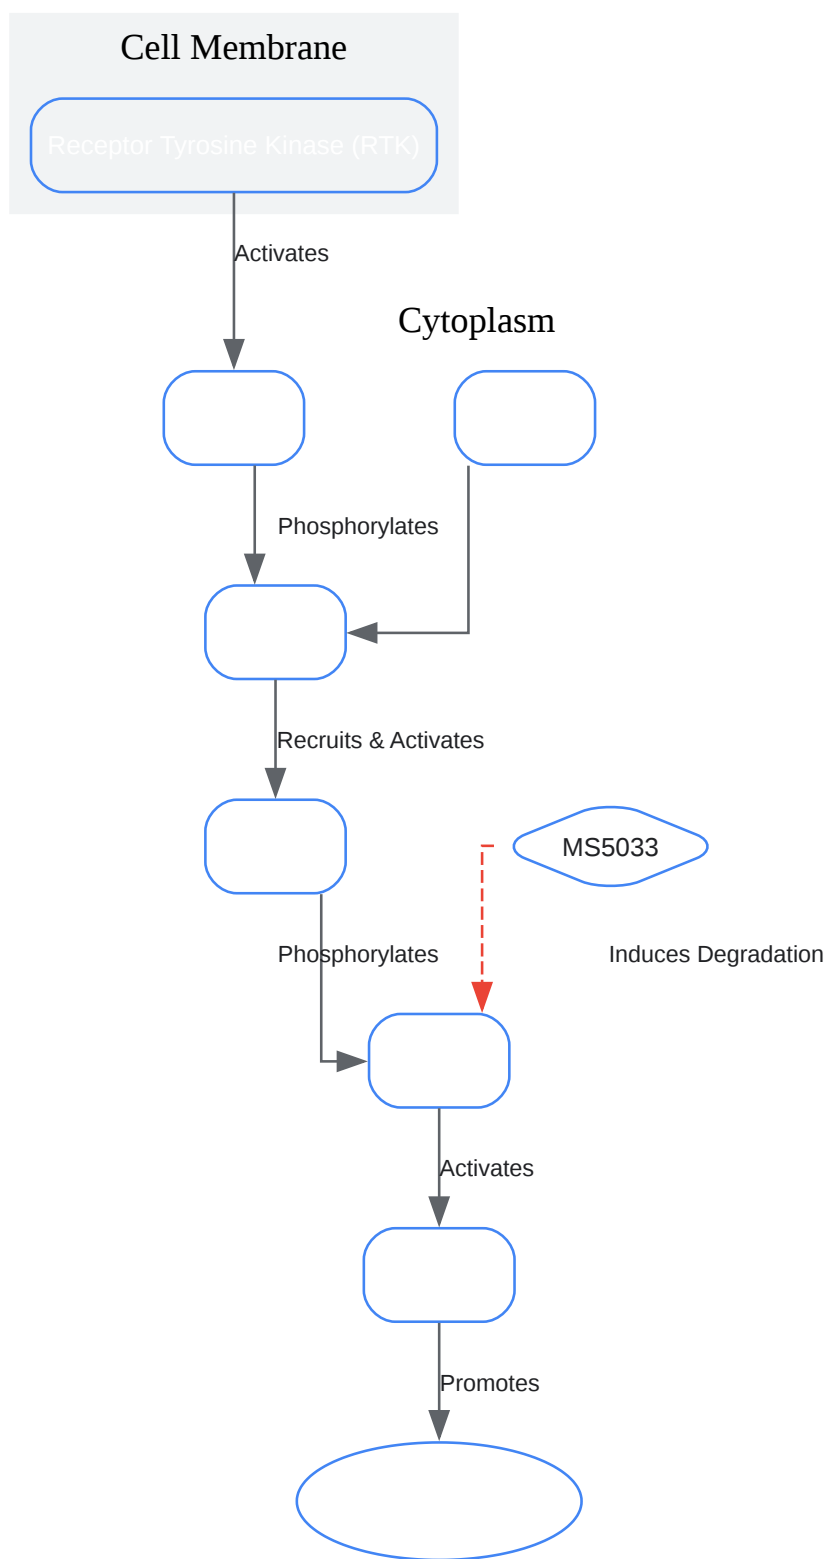 Cell Membrane
Receptor Tyrosine Kinase (RTK)
Activates
Cytoplasm
Phosphorylates
Recruits & Activates
MS5033
Phosphorylates
Induces Degradation
Activates
Promotes